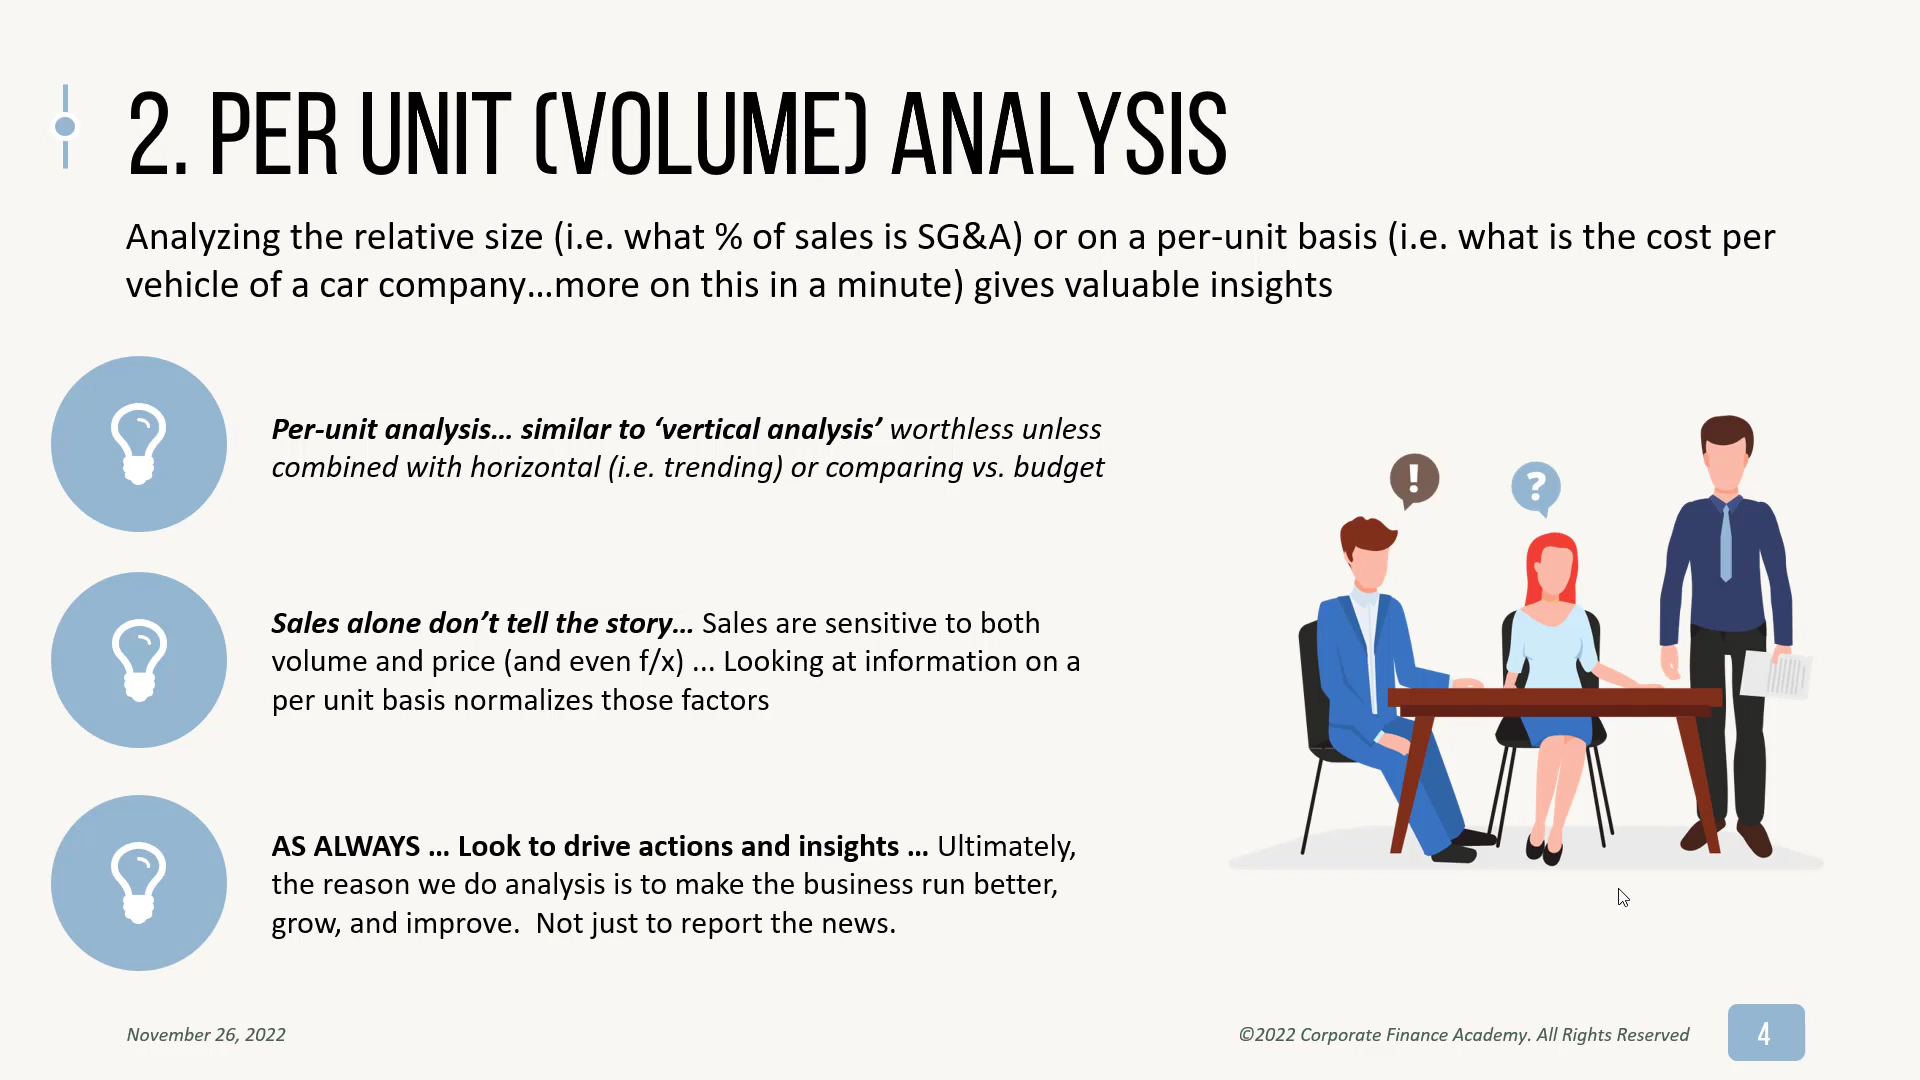 2. PER UNIT (VOLUME) ANALYSIS
Analyzing the relative size (i.e. what % of sales is SG&A) or on a per-unit basis (i.e. what is the cost per
vehicle of a car company…more on this in a minute) gives valuable insights
Per-unit analysis… similar to ‘vertical analysis’ worthless unless
combined with horizontal (i.e. trending) or comparing vs. budget
!
?
Sales alone don’t tell the story… Sales are sensitive to both
volume and price (and even f/x) ... Looking at information on a
per unit basis normalizes those factors
AS ALWAYS … Look to drive actions and insights … Ultimately,
the reason we do analysis is to make the business run better,
grow, and improve.  Not just to report the news.
November 26, 2022
©2022 Corporate Finance Academy. All Rights Reserved
4